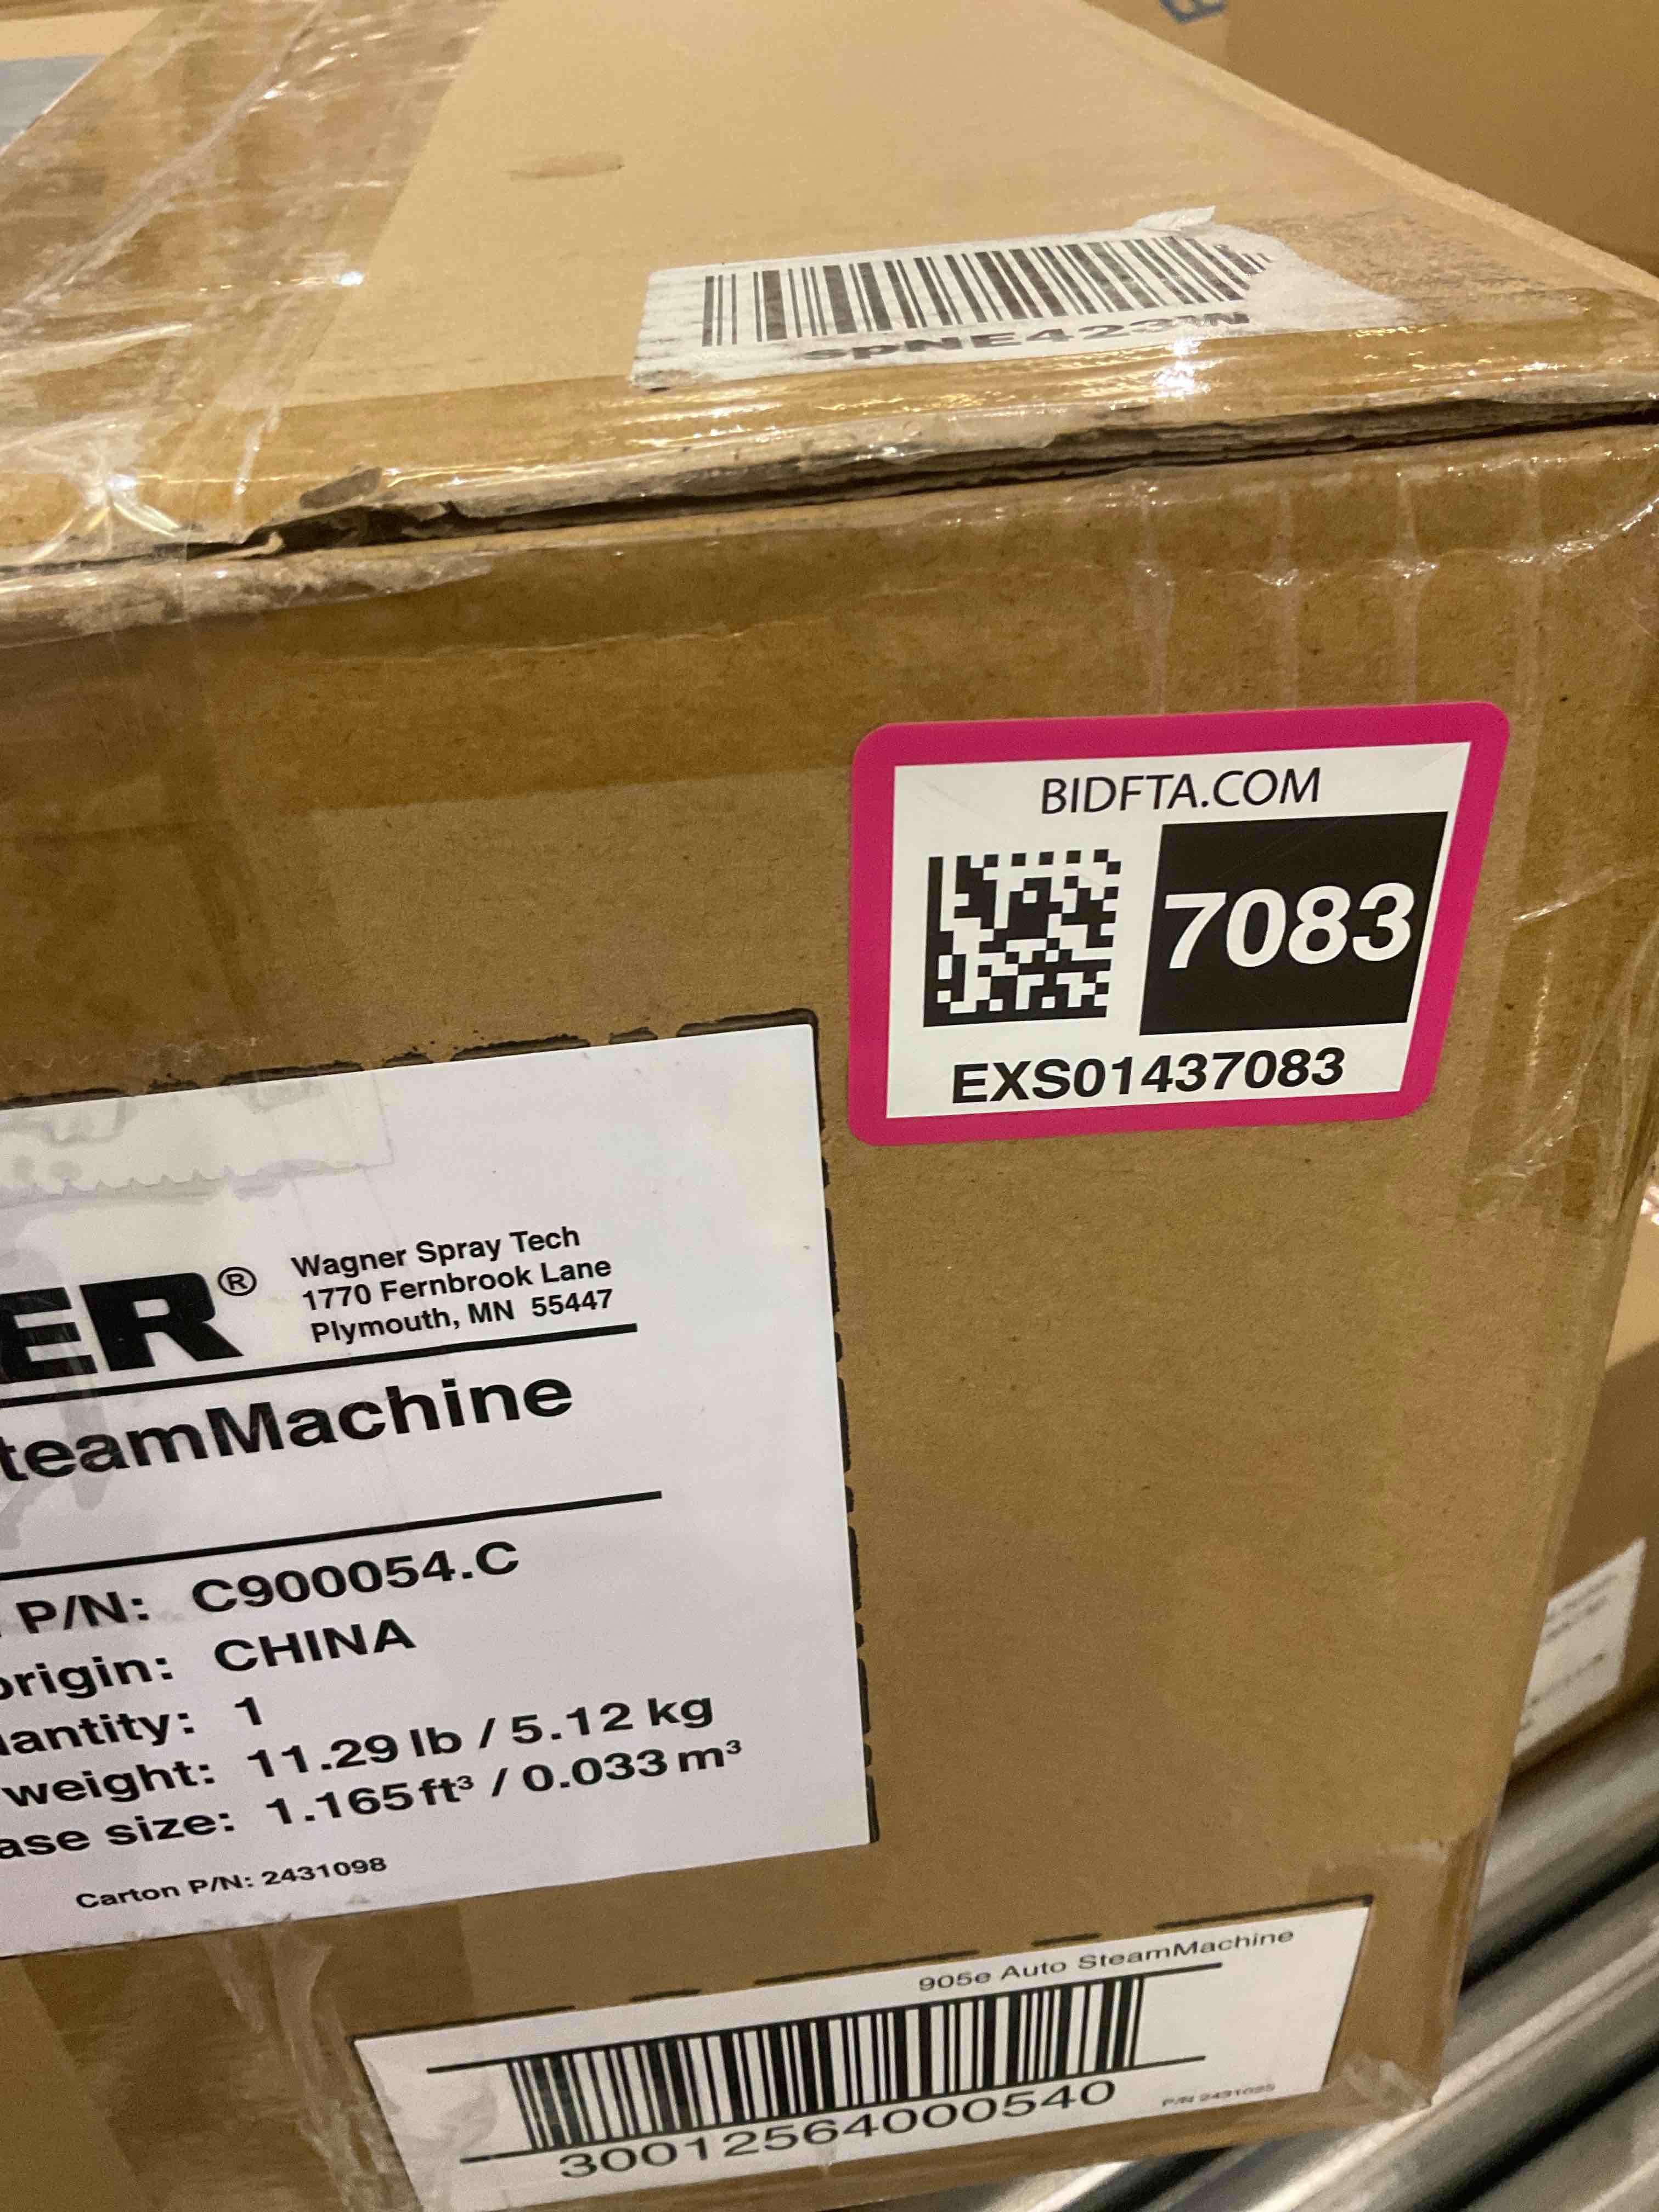 spNE423W
BIDFTA.COM
7083
EXS01437083
ER®
Wagner Spray Tech
1770 Fernbrook Lane
Plymouth, MN 55447
teamMachine
P/N: C900054.C
origin: CHINA
antity: 1
weight: 11.29 lb / 5.12 kg
ase size: 1.165 ft³ / 0.033 m³
Carton P/N: 2431098
905e Auto SteamMachine
30012564000540
P/N